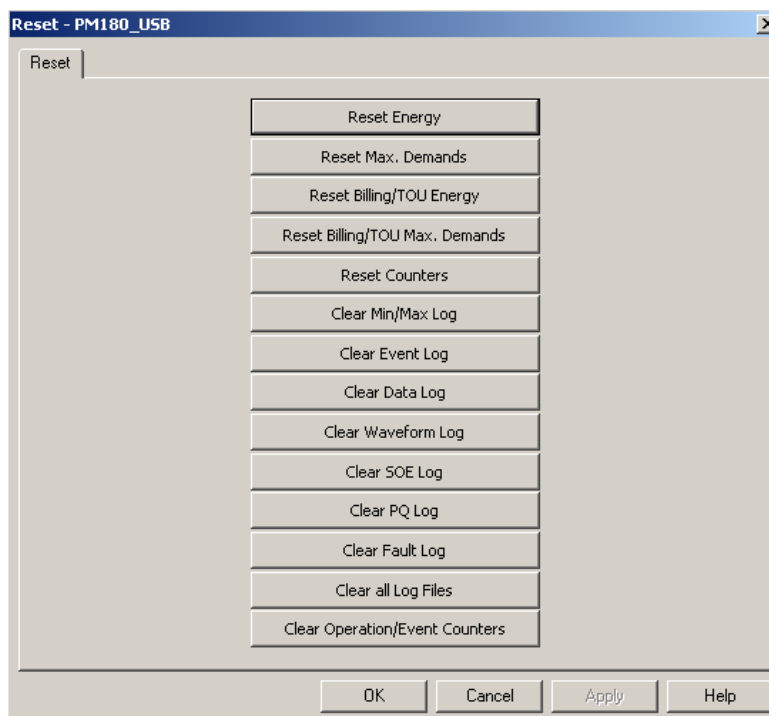 Reset - PM180_USB
Reset
Reset Energy
Reset Max. Demands
Reset Billing/TOU Energy
Reset Billing/TOU Max. Demands
Reset Counters
Clear Min/Max Log
Clear Event Log
Clear Data Log
Clear Waveform Log
Clear SOE Log
Clear PQ Log
Clear Fault Log
Clear all Log Files
Clear Operation/Event Counters
OK Cancel Apply Help